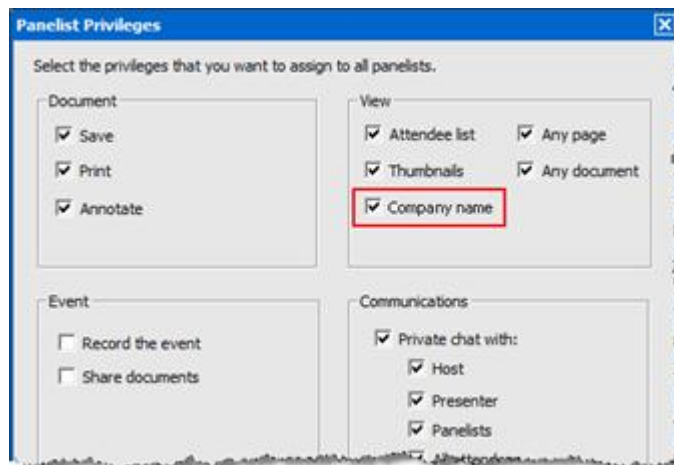 Panelist Privileges
Select the privileges that you want to assign to all panelists.
Document
Save
Print
Annotate
View
Attendee list
Any page
Thumbnails
Any document
Company name
Event
Record the event
Share documents
Communications
Private chat with:
Host
Presenter
Panelists